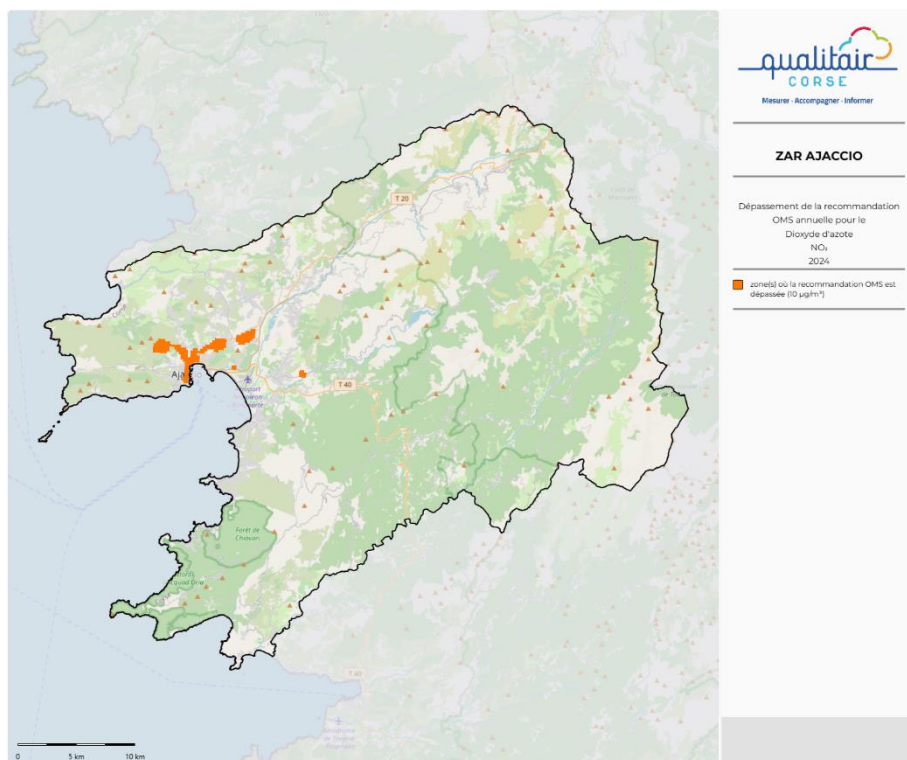 qualitair
CORSE
Mesurer - Accompagner - Informer
ZAR AJACCIO
Dépassement de la recommandation
OMS annuelle pour le
Dioxyde d'azote
NO₂
2024
zone(s) où la recommandation OMS est
dépassée (10 µg/m³)
T 20
T 40
Forêt de
Chiavari
0 5 km 10 km